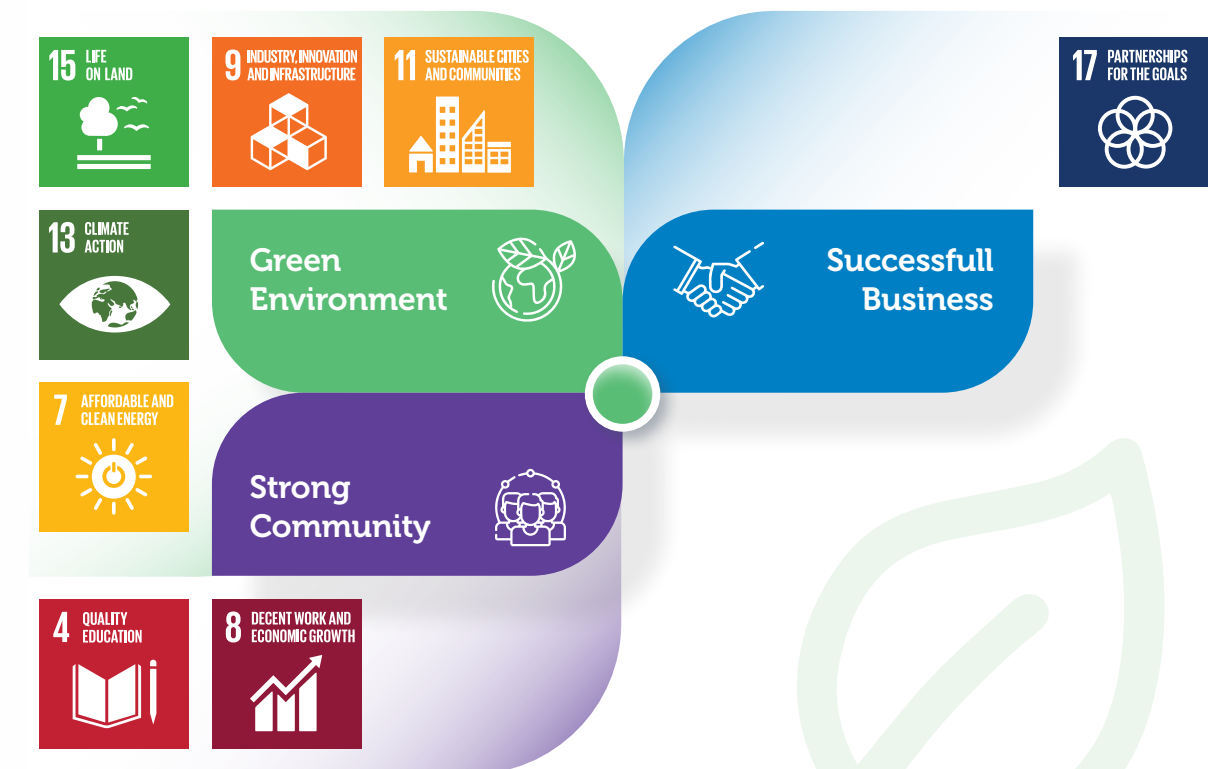 15 LIFE
ON LAND
9 INDUSTRY, INNOVATION
AND INFRASTRUCTURE
11 SUSTAINABLE CITIES
AND COMMUNITIES
17 PARTNERSHIPS
FOR THE GOALS
13 CLIMATE
ACTION
Green
Environment
Successfull
Business
7 AFFORDABLE AND
CLEAN ENERGY
Strong
Community
4 QUALITY
EDUCATION
8 DECENT WORK AND
ECONOMIC GROWTH